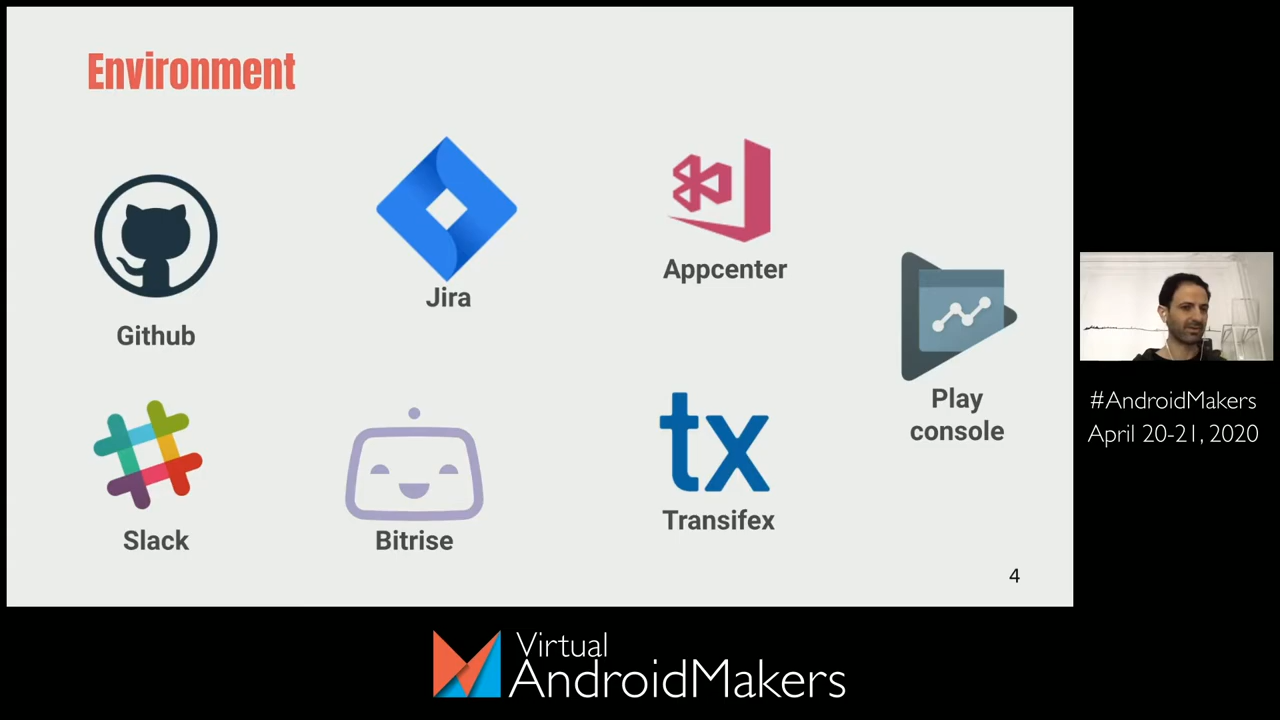 Environment
Github
Jira
Appcenter
Play
console
Slack
Bitrise
tx
Transifex
4
#AndroidMakers
April 20-21, 2020
Virtual
AndroidMakers